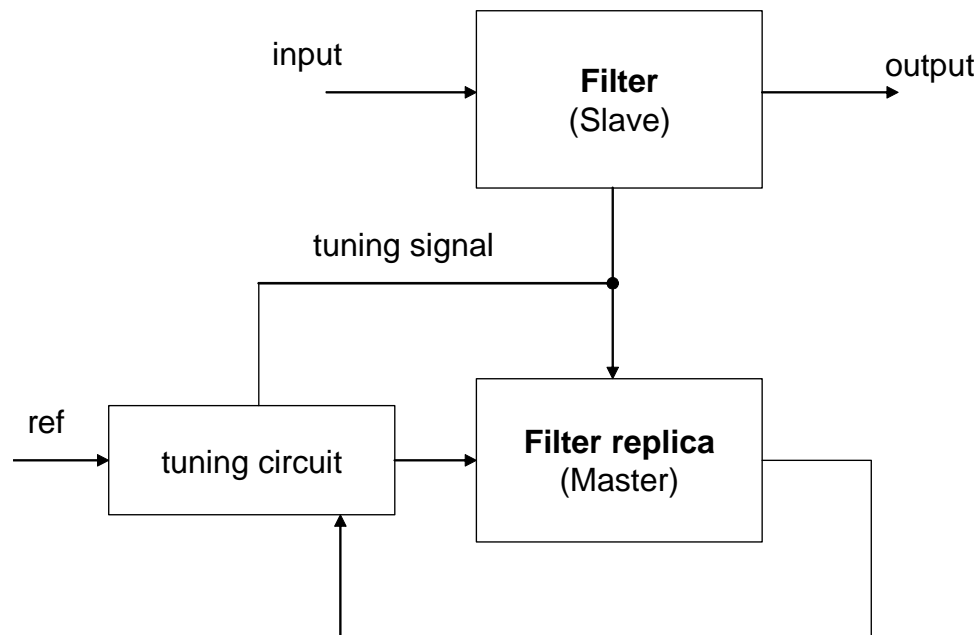 input
Filter
(Slave)
output
tuning signal
ref
tuning circuit
Filter replica
(Master)